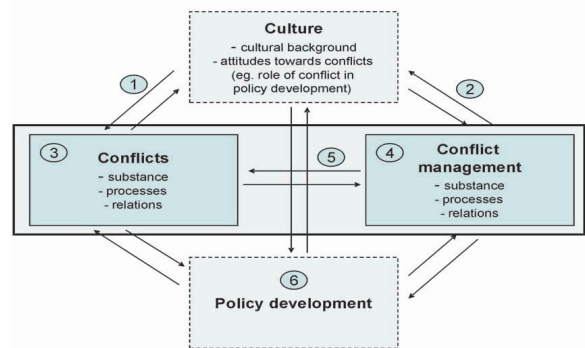 Culture
- cultural background
- attitudes towards conflicts
(eg. role of conflict in
policy development)
1
2
3
Conflicts
- substance
- processes
- relations
5
4
Conflict
management
- substance
- processes
- relations
6
Policy development